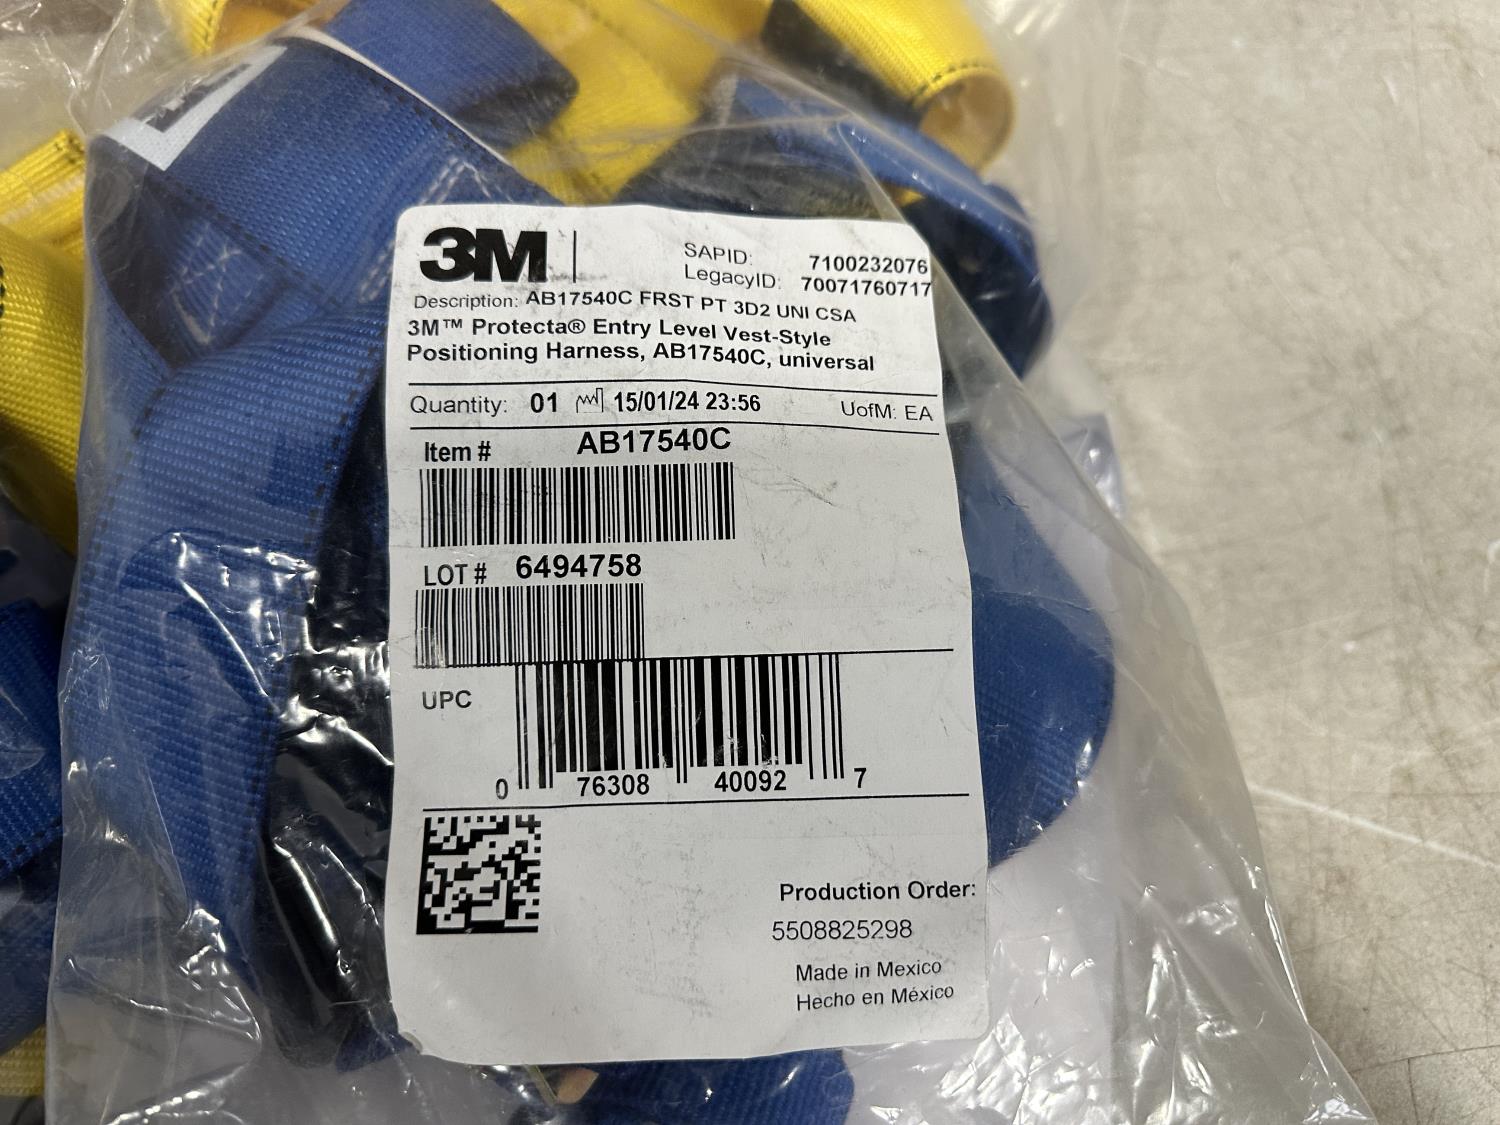 3M
SAPID: 7100232076
LegacyID: 70071760717
Description: AB17540C FRST PT 3D2 UNI CSA
3M™ Protecta® Entry Level Vest-Style
Positioning Harness, AB17540C, universal
Quantity: 01 15/01/24 23:56 UofM: EA
Item # AB17540C
LOT # 6494758
UPC
0 76308 40092 7
Production Order:
5508825298
Made in Mexico
Hecho en México